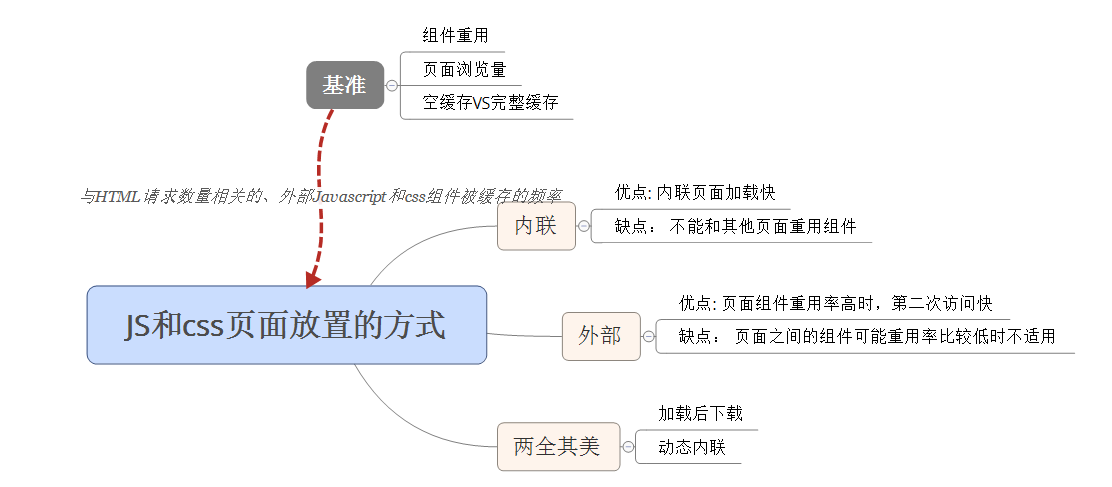 组件重用
基准
页面浏览量
空缓存VS完整缓存
与HTML请求数量相关的、外部Javascript和css组件被缓存的频率
内联
优点: 内联页面加载快
缺点： 不能和其他页面重用组件
JS和css页面放置的方式
外部
优点: 页面组件重用率高时，第二次访问快
缺点： 页面之间的组件可能重用率比较低时不适用
两全其美
加载后下载
动态内联